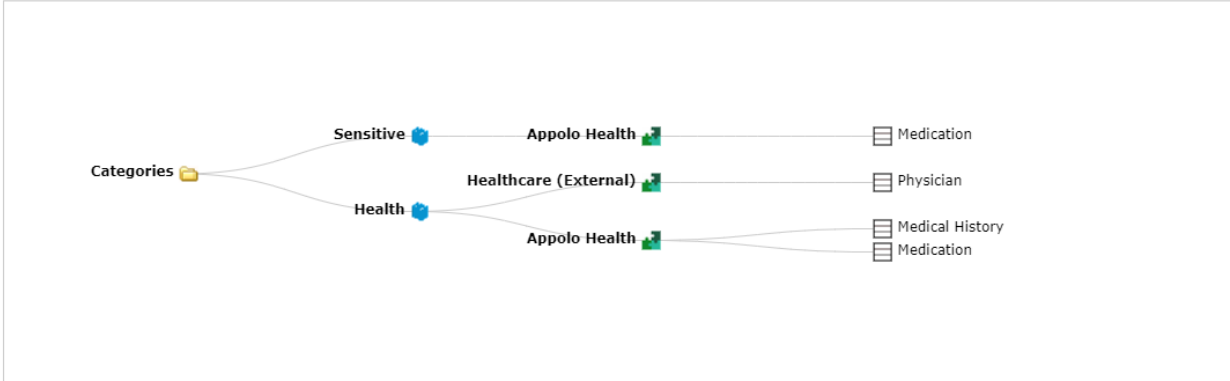 Sensitive
Appolo Health
Medication
Categories
Healthcare (External)
Physician
Health
Appolo Health
Medical History
Medication